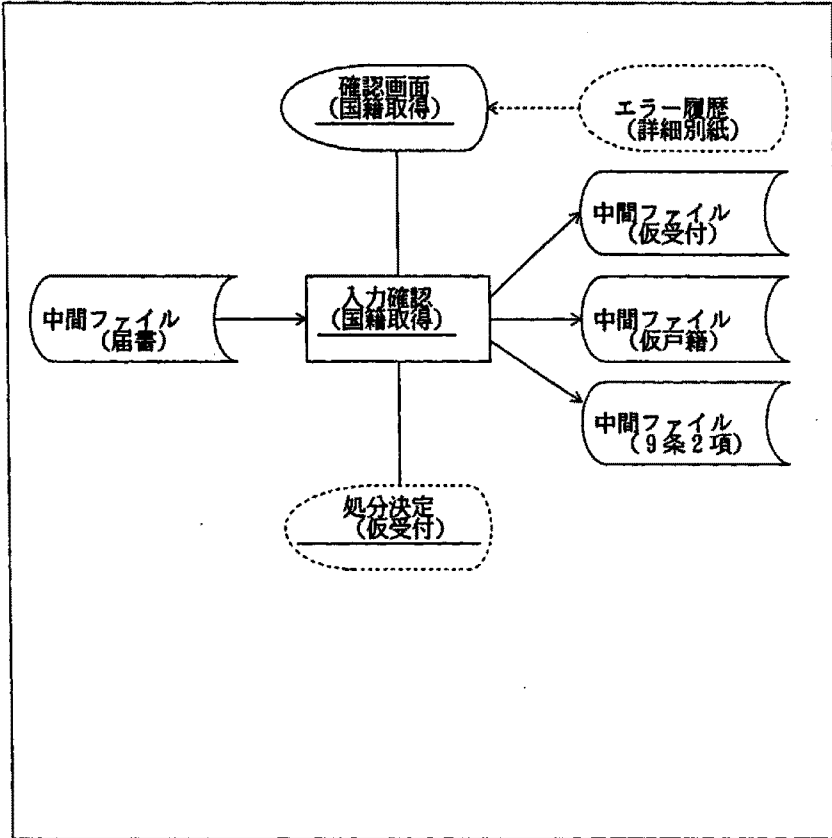 確認画面
(国籍取得)
エラー履歴
(詳細別紙)
中間ファイル
(仮受付)
中間ファイル
(届書)
入力確認
(国籍取得)
中間ファイル
(仮戸籍)
中間ファイル
(9条2項)
処分決定
(仮受付)